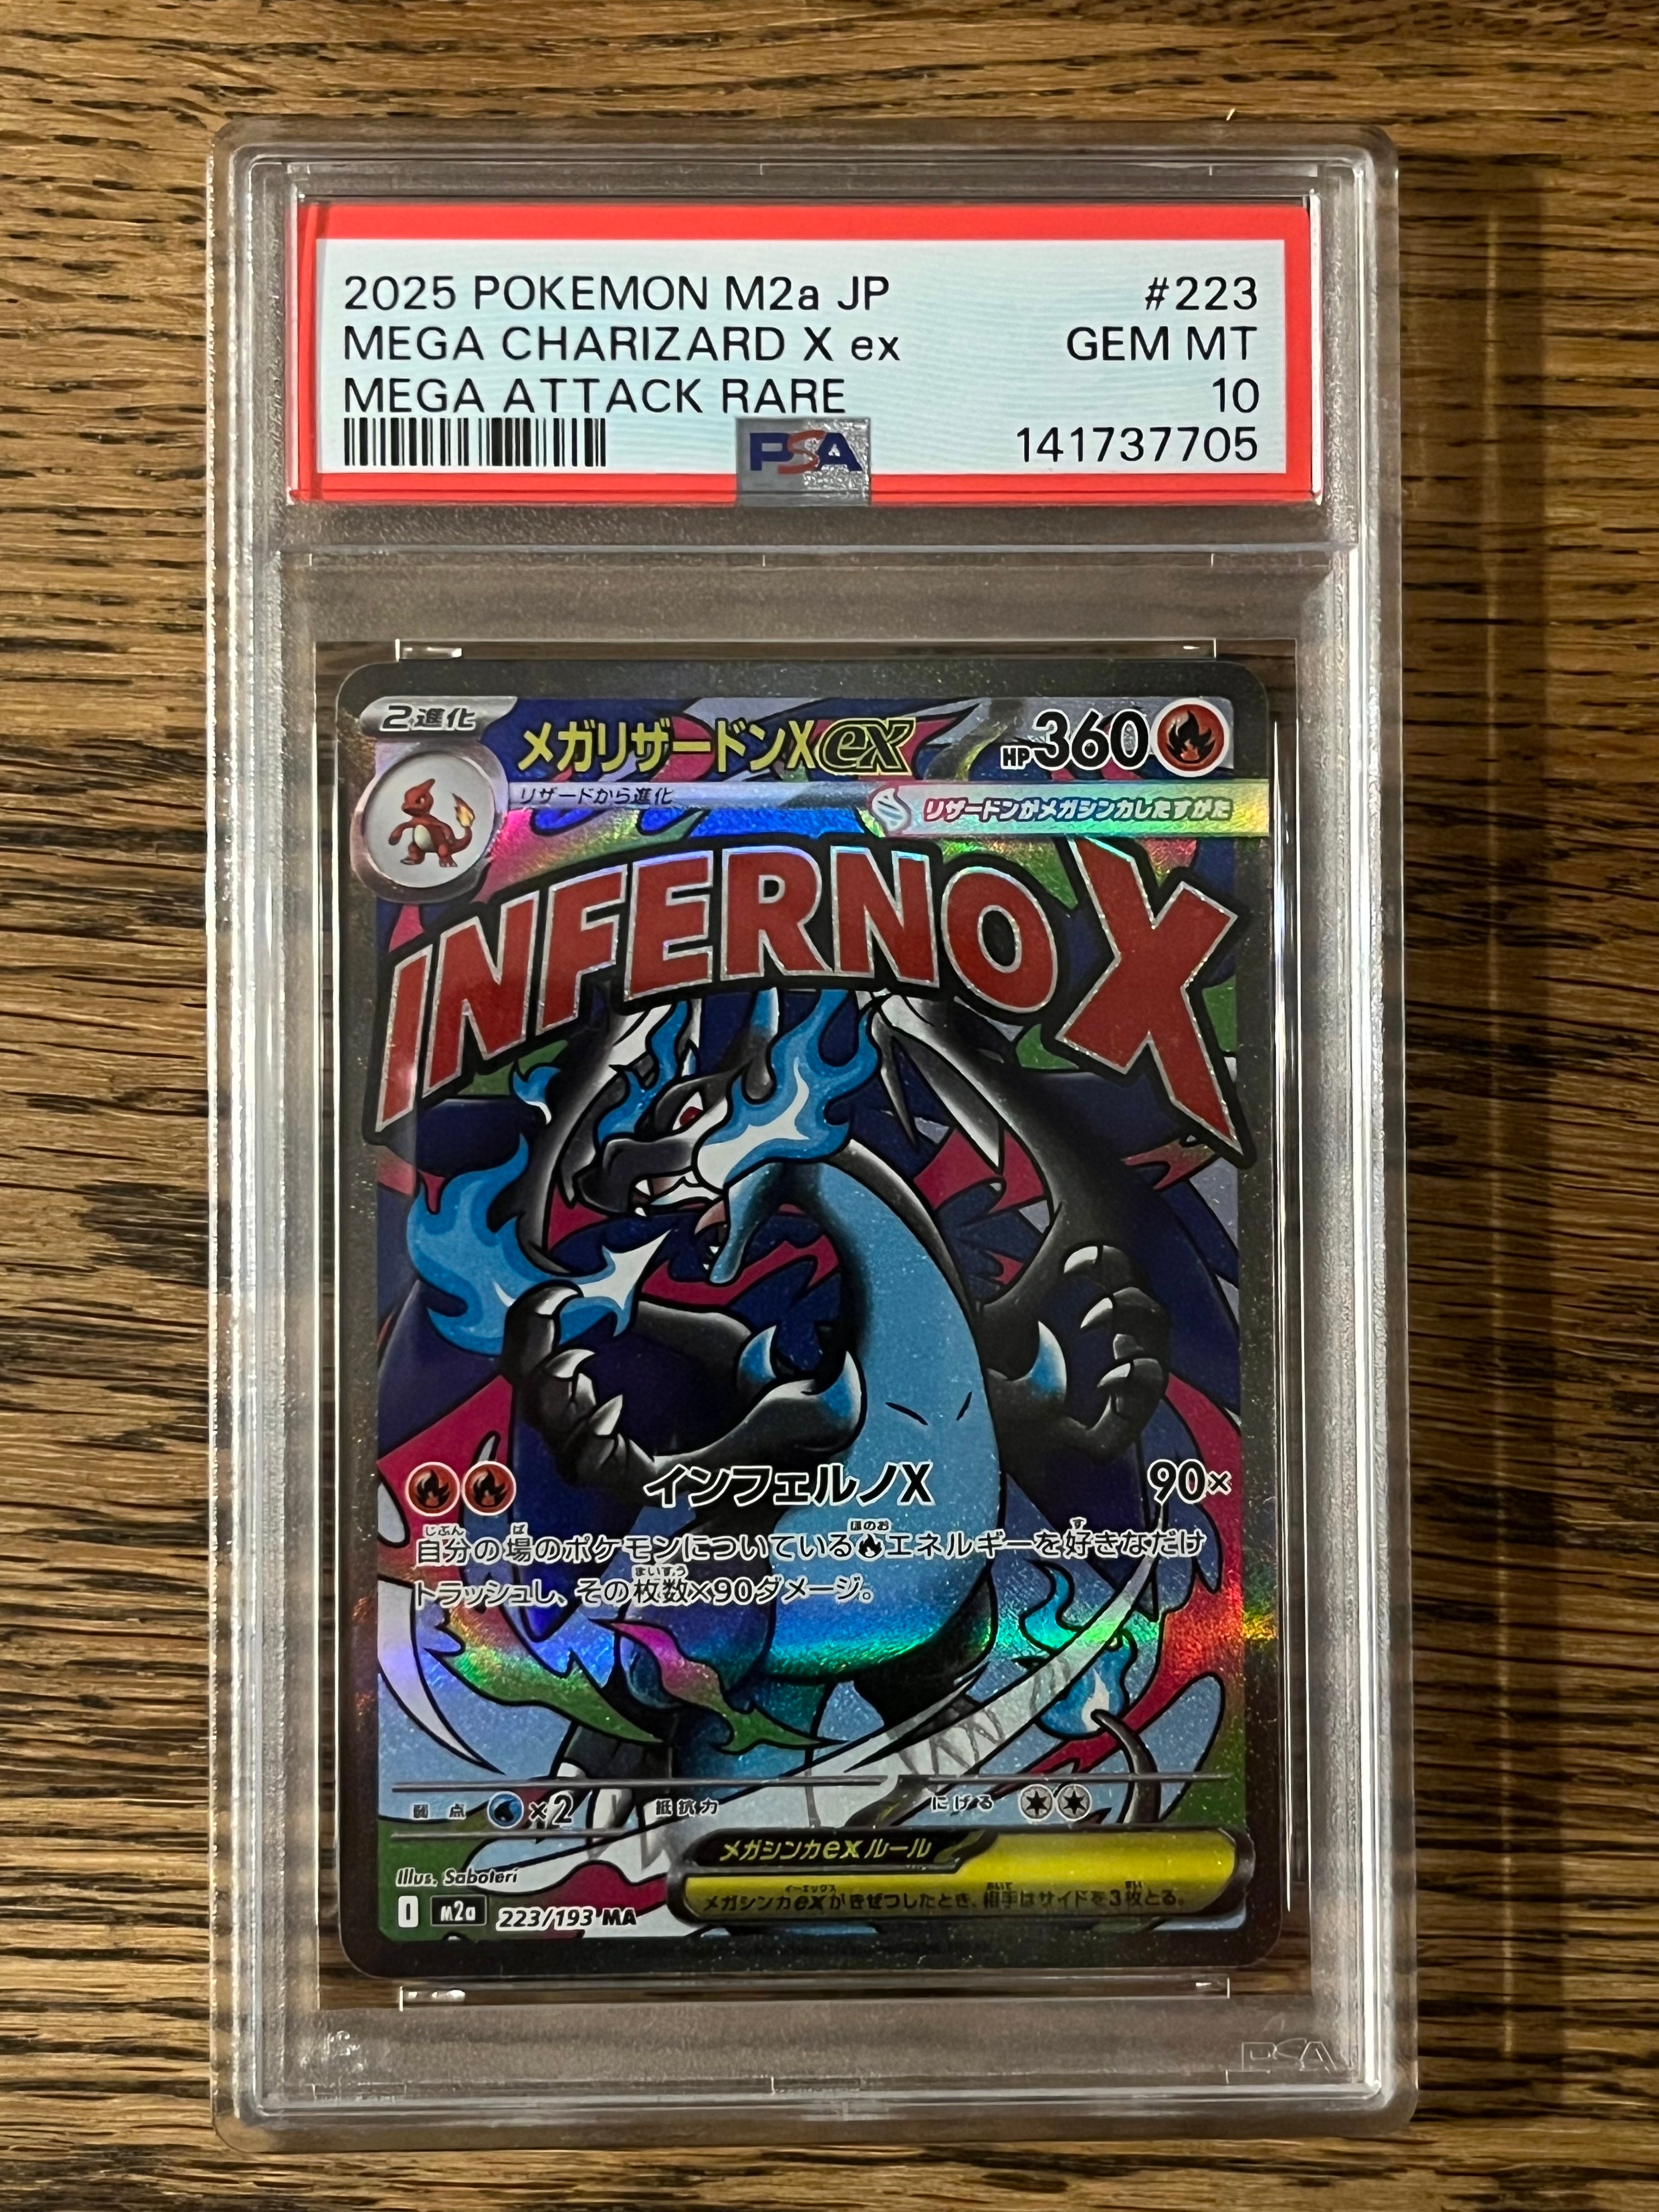 2025 POKEMON M2a JP #223
MEGA CHARIZARD X ex GEM MT
MEGA ATTACK RARE 10
PSA 141737705
2進化 メガリザードンXex HP360
リザードから進化 リザードンがメガシンカしたすがた
INFERNO X
インフェルノX 90×
自分の場のポケモンについているエネルギーを好きなだけ
トラッシュし、その枚数×90ダメージ。
弱点 ×2 抵抗力 にげる
メガシンカexルール
メガシンカexがきぜつしたとき、相手はサイドを3枚とる。
Illus. Saboteri
I m2a 223/193 MA
PSA